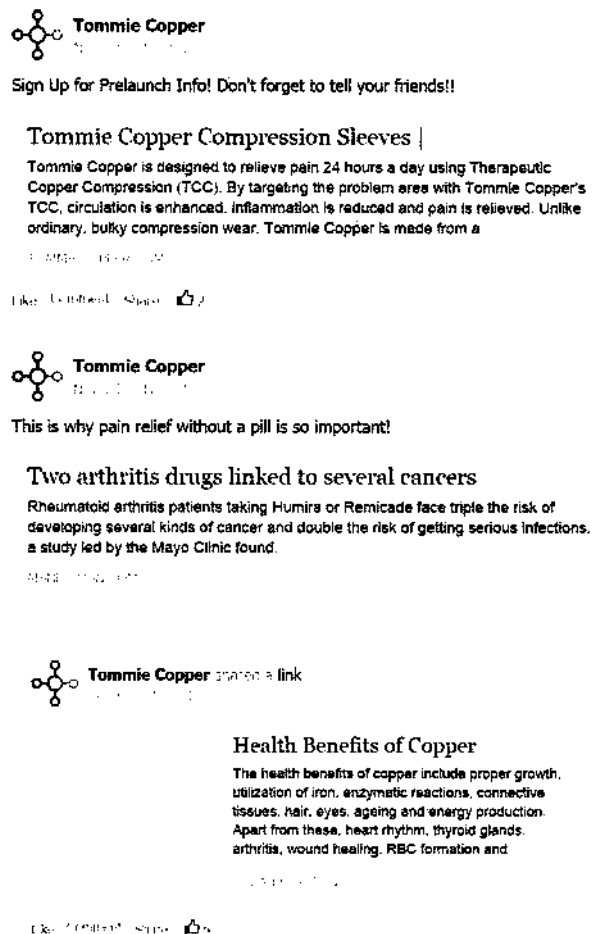 Tommie Copper
Sign Up for Prelaunch Info! Don't forget to tell your friends!!
Tommie Copper Compression Sleeves |
Tommie Copper is designed to relieve pain 24 hours a day using Therapeutic
Copper Compression (TCC). By targeting the problem area with Tommie Copper's
TCC, circulation is enhanced, inflammation is reduced and pain is relieved. Unlike
ordinary, bulky compression wear. Tommie Copper is made from a
Like Comment Share
Tommie Copper
This is why pain relief without a pill is so important!
Two arthritis drugs linked to several cancers
Rheumatoid arthritis patients taking Humira or Remicade face triple the risk of
developing several kinds of cancer and double the risk of getting serious infections,
a study led by the Mayo Clinic found.
Tommie Copper shared a link
Health Benefits of Copper
The health benefits of copper include proper growth,
utilization of iron, enzymatic reactions, connective
tissues, hair, eyes, ageing and energy production.
Apart from these, heart rhythm, thyroid glands,
arthritis, wound healing, RBC formation and
Like Comment Share